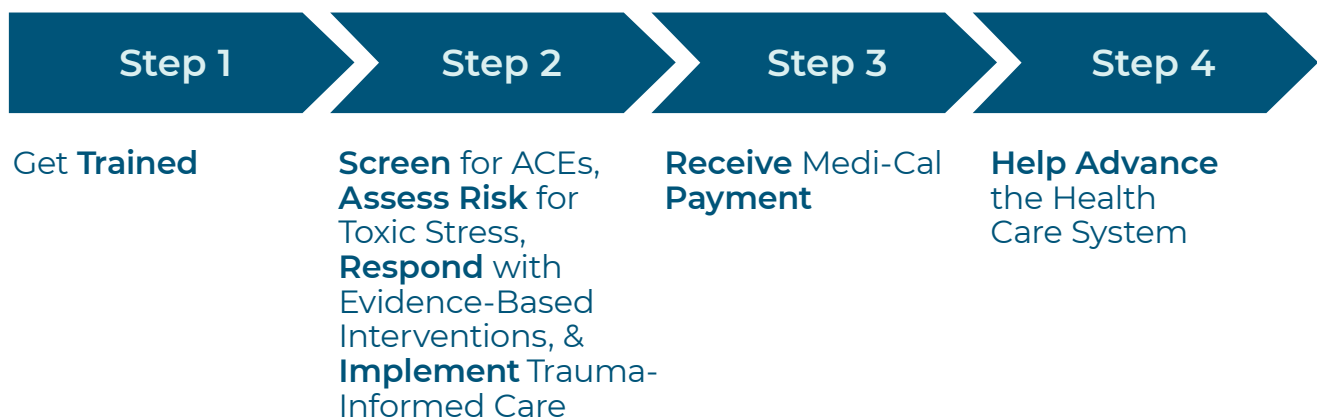 Step 1
Step 2
Step 3
Step 4
Get Trained
Screen for ACEs,
Assess Risk for
Toxic Stress,
Respond with
Evidence-Based
Interventions, &
Implement Trauma-
Informed Care
Receive Medi-Cal
Payment
Help Advance
the Health
Care System